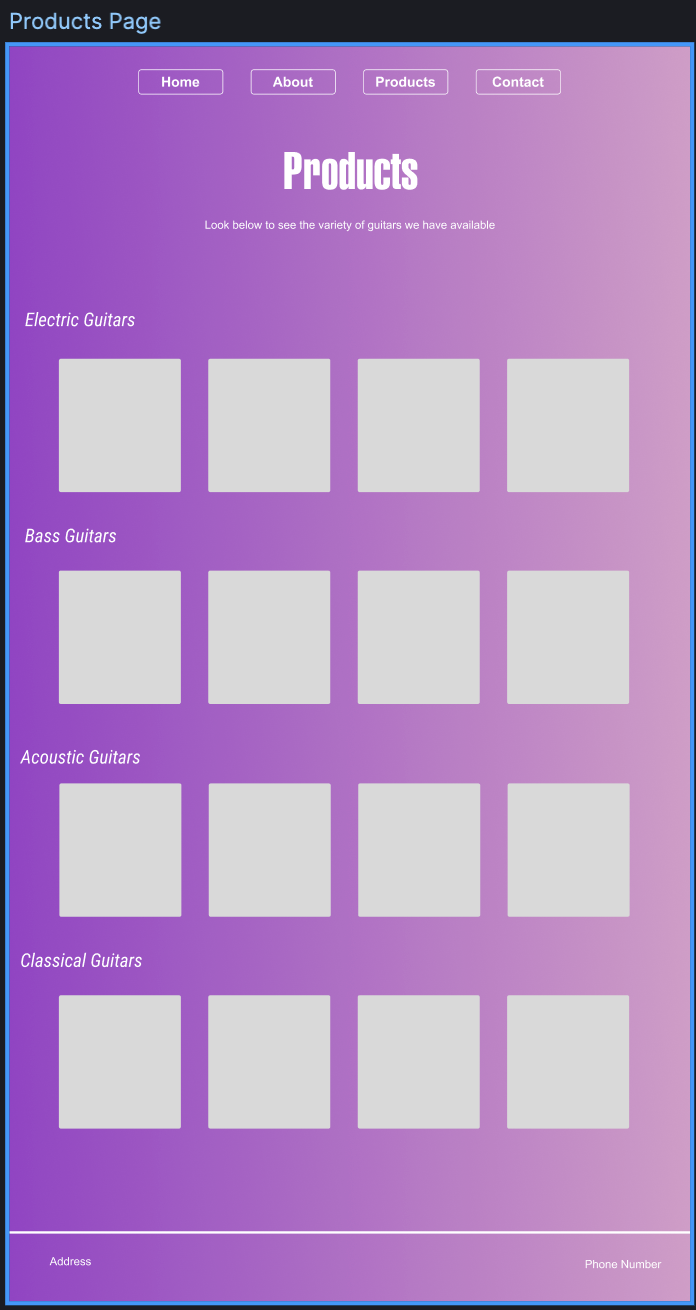 Products Page
Home About Products Contact
Products
Look below to see the variety of guitars we have available
Electric Guitars
Bass Guitars
Acoustic Guitars
Classical Guitars
Address
Phone Number